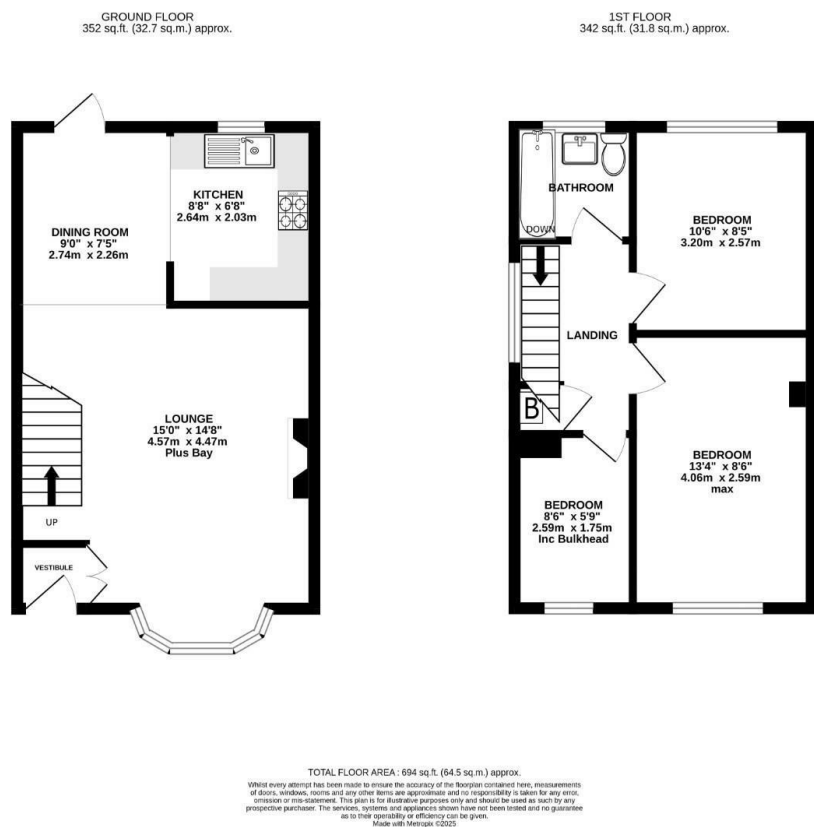 GROUND FLOOR
352 sq.ft. (32.7 sq.m.) approx.
1ST FLOOR
342 sq.ft. (31.8 sq.m.) approx.
KITCHEN
8'8" x 6'8"
2.64m x 2.03m
DINING ROOM
9'0" x 7'5"
2.74m x 2.26m
LOUNGE
15'0" x 14'8"
4.57m x 4.47m
Plus Bay
UP
VESTIBULE
BATHROOM
DOWN
BEDROOM
10'6" x 8'5"
3.20m x 2.57m
LANDING
B
BEDROOM
13'4" x 8'6"
4.06m x 2.59m
max
BEDROOM
8'6" x 5'9"
2.59m x 1.75m
Inc Bulkhead
TOTAL FLOOR AREA : 694 sq.ft. (64.5 sq.m.) approx.
Whilst every attempt has been made to ensure the accuracy of the floorplan contained here, measurements
of doors, windows, rooms and any other items are approximate and no responsibility is taken for any error,
omission or mis-statement. This plan is for illustrative purposes only and should be used as such by any
prospective purchaser. The services, systems and appliances shown have not been tested and no guarantee
as to their operability or efficiency can be given.
Made with Metropix ©2025